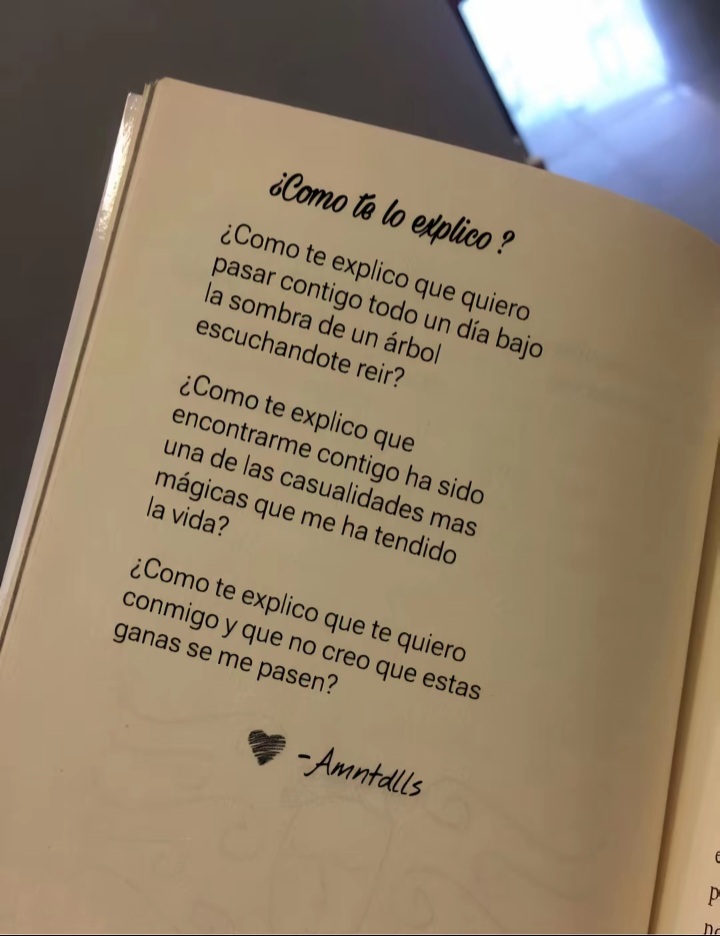 ¿Como te lo explico ?
¿Como te explico que quiero
pasar contigo todo un día bajo
la sombra de un árbol
escuchandote reir?
¿Como te explico que
encontrarme contigo ha sido
una de las casualidades mas
mágicas que me ha tendido
la vida?
¿Como te explico que te quiero
conmigo y que no creo que estas
ganas se me pasen?
-Amntdlls